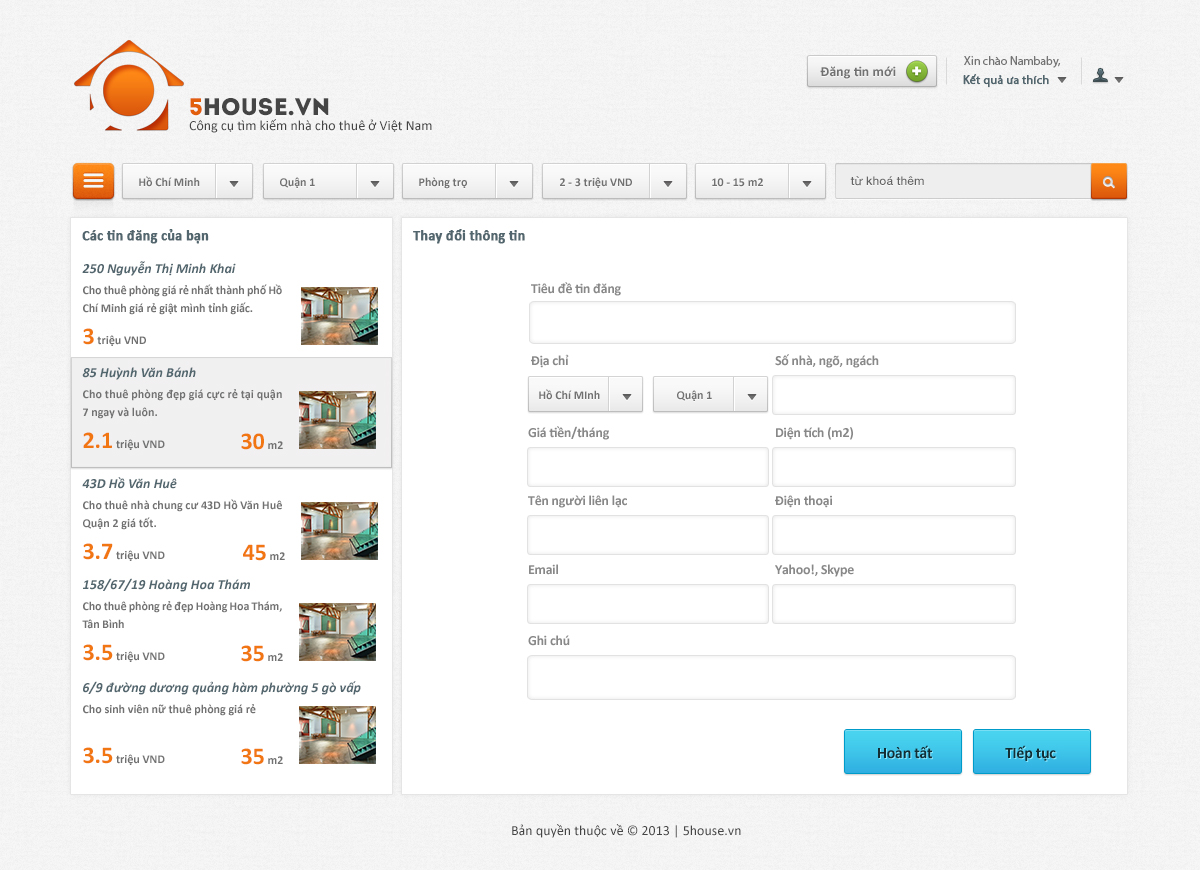 5HOUSE.VN
Công cụ tìm kiếm nhà cho thuê ở Việt Nam
Đăng tin mới
Xin chào Nambaby,
Kết quả ưa thích
Hồ Chí Minh
Quận 1
Phòng trọ
2 - 3 triệu VND
10 - 15 m2
từ khoá thêm
Các tin đăng của bạn
250 Nguyễn Thị Minh Khai
Cho thuê phòng giá rẻ nhất thành phố Hồ
Chí Minh giá rẻ giật mình tỉnh giấc.
3 triệu VND
85 Huỳnh Văn Bánh
Cho thuê phòng đẹp giá cực rẻ tại quận
7 ngay và luôn.
2.1 triệu VND
30 m2
43D Hồ Văn Huê
Cho thuê nhà chung cư 43D Hồ Văn Huê
Quận 2 giá tốt.
3.7 triệu VND
45 m2
158/67/19 Hoàng Hoa Thám
Cho thuê phòng rẻ đẹp Hoàng Hoa Thám,
Tân Bình
3.5 triệu VND
35 m2
6/9 đường dương quảng hàm phường 5 gò vấp
Cho sinh viên nữ thuê phòng giá rẻ
3.5 triệu VND
35 m2
Thay đổi thông tin
Tiêu đề tin đăng
Địa chỉ
Số nhà, ngõ, ngách
Hồ Chí MInh
Quận 1
Giá tiền/tháng
Diện tích (m2)
Tên người liên lạc
Điện thoại
Email
Yahoo!, Skype
Ghi chú
Hoàn tất
Tiếp tục
Bản quyền thuộc về © 2013 | 5house.vn